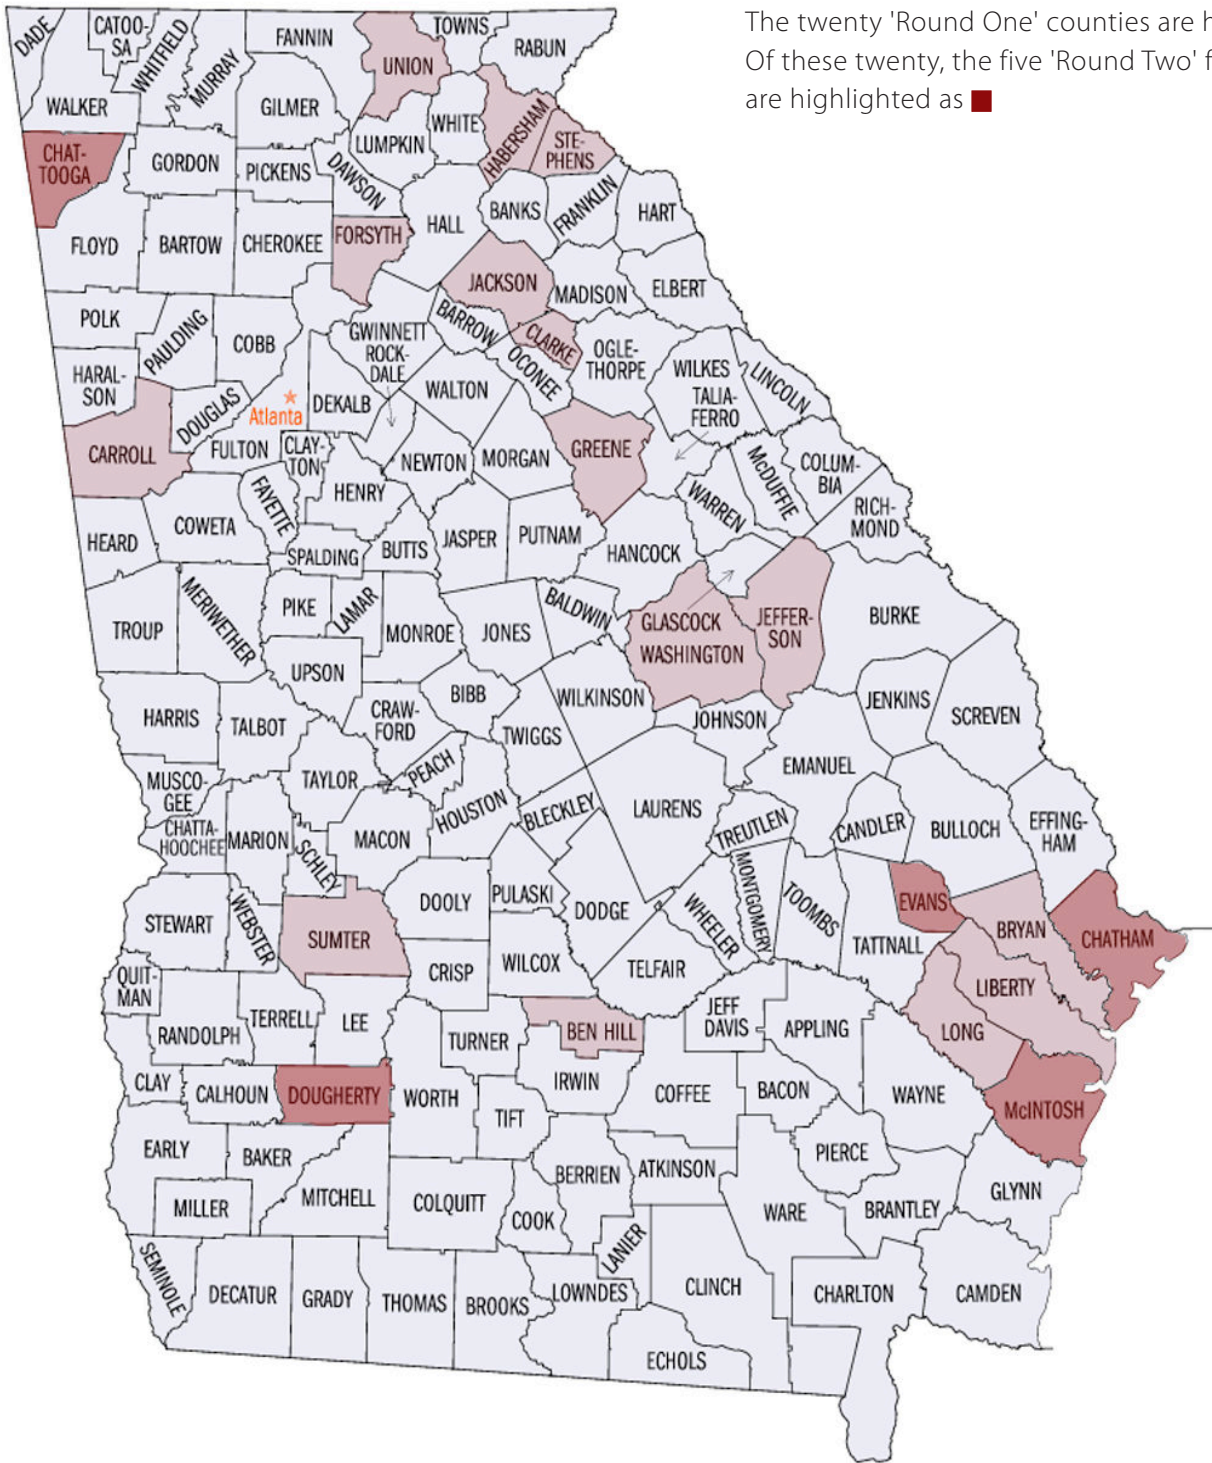 The twenty 'Round One' counties are h
Of these twenty, the five 'Round Two' f
are highlighted as
DADE
CATOO-
SA
WHITFIELD
MURRAY
FANNIN
UNION
TOWNS
RABUN
WALKER
GILMER
LUMPKIN
WHITE
HABERSHAM
STE-
PHENS
CHAT-
TOOGA
GORDON
PICKENS
DAWSON
HALL
BANKS
FRANKLIN
HART
FLOYD
BARTOW
CHEROKEE
FORSYTH
JACKSON
MADISON
ELBERT
POLK
PAULDING
COBB
GWINNETT
BARROW
CLARKE
OCONEE
OGLE-
THORPE
WILKES
LINCOLN
HARAL-
SON
DOUGLAS
Atlanta
DEKALB
ROCK-
DALE
WALTON
TALIA-
FERRO
CARROLL
FULTON
CLAY-
TON
HENRY
NEWTON
MORGAN
GREENE
WARREN
McDUFFIE
COLUM-
BIA
RICH-
MOND
HEARD
COWETA
FAYETTE
SPALDING
BUTTS
JASPER
PUTNAM
HANCOCK
TROUP
MERIWETHER
PIKE
LAMAR
MONROE
JONES
BALDWIN
GLASCOCK
WASHINGTON
JEFFER-
SON
BURKE
UPSON
HARRIS
TALBOT
CRAW-
FORD
BIBB
TWIGGS
WILKINSON
JOHNSON
JENKINS
SCREVEN
MUSCO-
GEE
TAYLOR
PEACH
HOUSTON
BLECKLEY
LAURENS
EMANUEL
CHATTA-
HOOCHEE
MARION
SCHLEY
MACON
TREUTLEN
CANDLER
BULLOCH
EFFING-
HAM
STEWART
WEBSTER
SUMTER
DOOLY
PULASKI
DODGE
WHEELER
MONTGOMERY
TOOMBS
TATTNALL
EVANS
BRYAN
CHATHAM
QUIT-
MAN
RANDOLPH
TERRELL
LEE
CRISP
WILCOX
TELFAIR
JEFF
DAVIS
APPLING
LONG
LIBERTY
CLAY
CALHOUN
DOUGHERTY
WORTH
TURNER
BEN HILL
IRWIN
COFFEE
BACON
WAYNE
McINTOSH
EARLY
BAKER
MITCHELL
TIFT
BERRIEN
ATKINSON
PIERCE
MILLER
COLQUITT
COOK
LANIER
WARE
BRANTLEY
GLYNN
SEMINOLE
DECATUR
GRADY
THOMAS
BROOKS
LOWNDES
CLINCH
ECHOLS
CHARLTON
CAMDEN